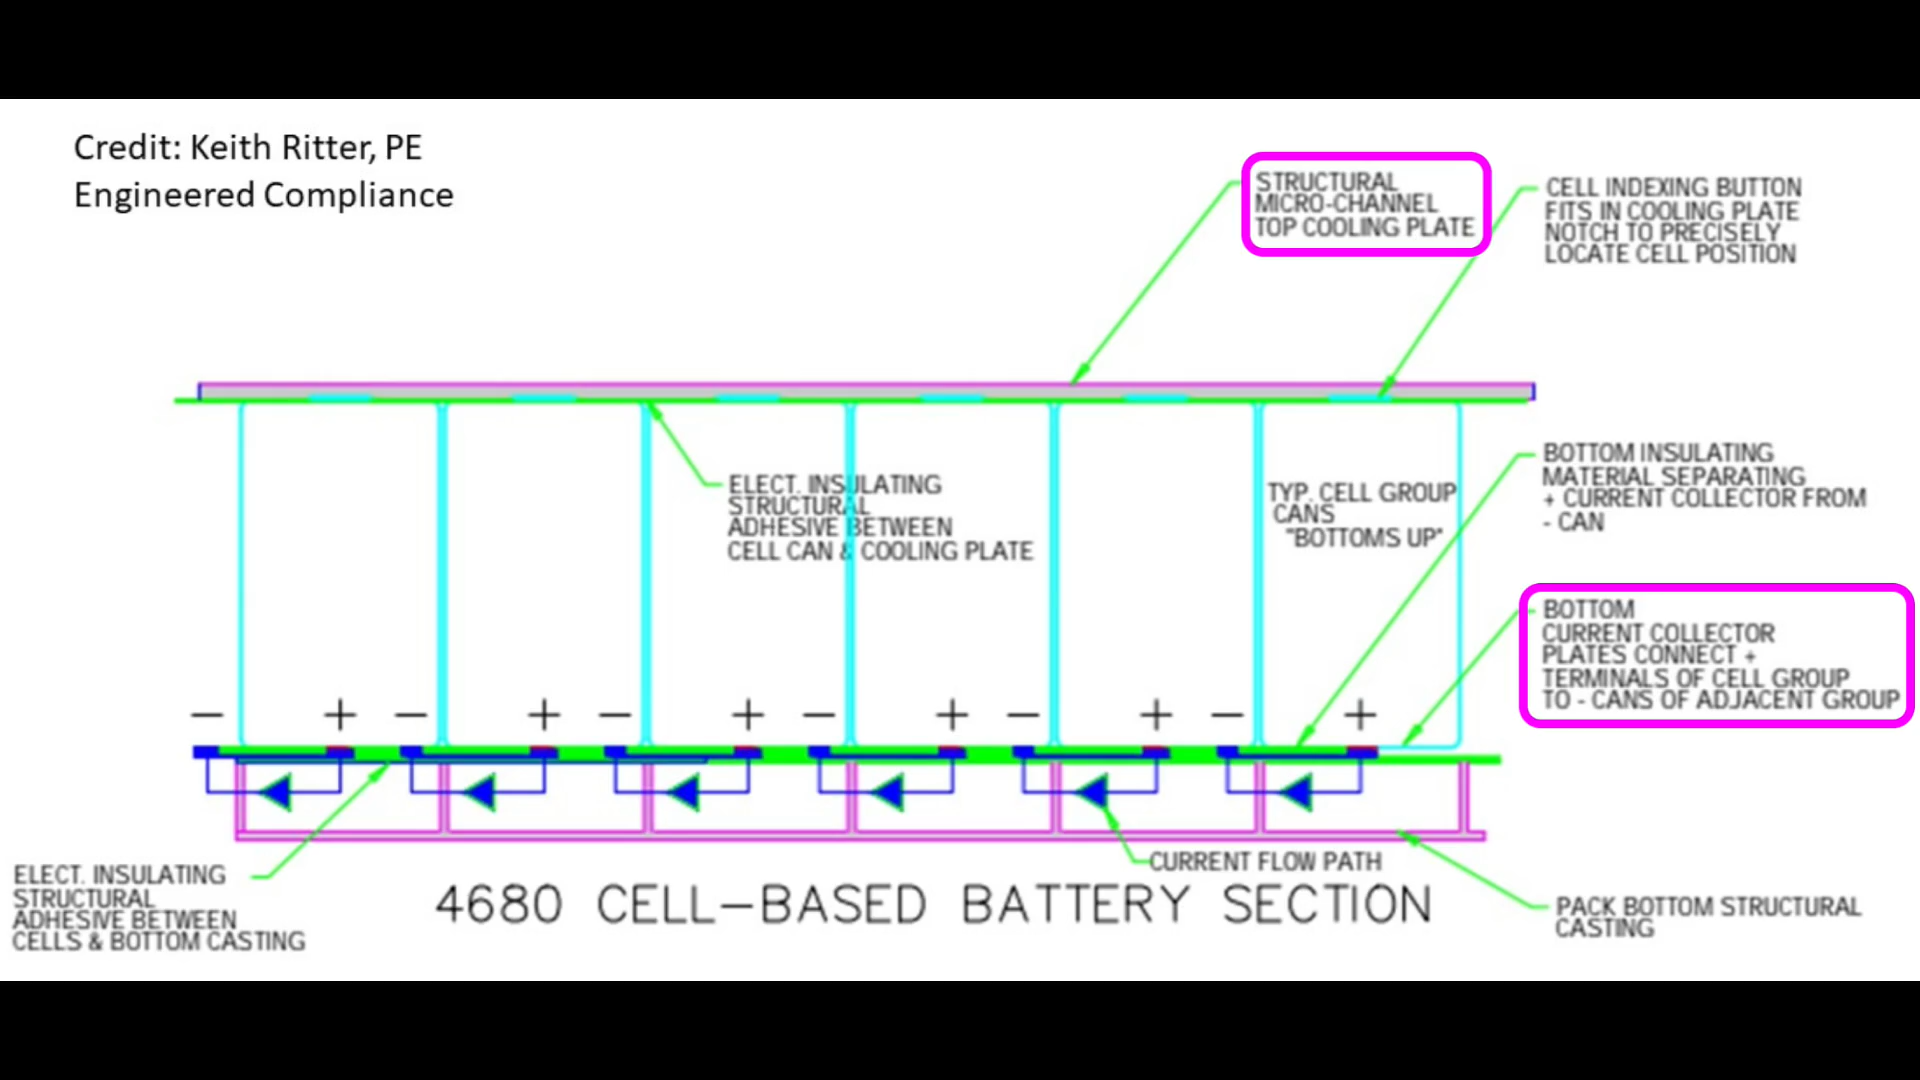 Credit: Keith Ritter, PE
Engineered Compliance
STRUCTURAL
MICRO-CHANNEL
TOP COOLING PLATE
CELL INDEXING BUTTON
FITS IN COOLING PLATE
NOTCH TO PRECISELY
LOCATE CELL POSITION
ELECT. INSULATING
STRUCTURAL
ADHESIVE BETWEEN
CELL CAN & COOLING PLATE
TYP. CELL GROUP
CANS
"BOTTOMS UP"
BOTTOM INSULATING
MATERIAL SEPARATING
+ CURRENT COLLECTOR FROM
- CAN
BOTTOM
CURRENT COLLECTOR
PLATES CONNECT +
TERMINALS OF CELL GROUP
TO - CANS OF ADJACENT GROUP
− + − + − + − + − + − +
CURRENT FLOW PATH
ELECT. INSULATING
STRUCTURAL
ADHESIVE BETWEEN
CELLS & BOTTOM CASTING
4680 CELL-BASED BATTERY SECTION
PACK BOTTOM STRUCTURAL
CASTING